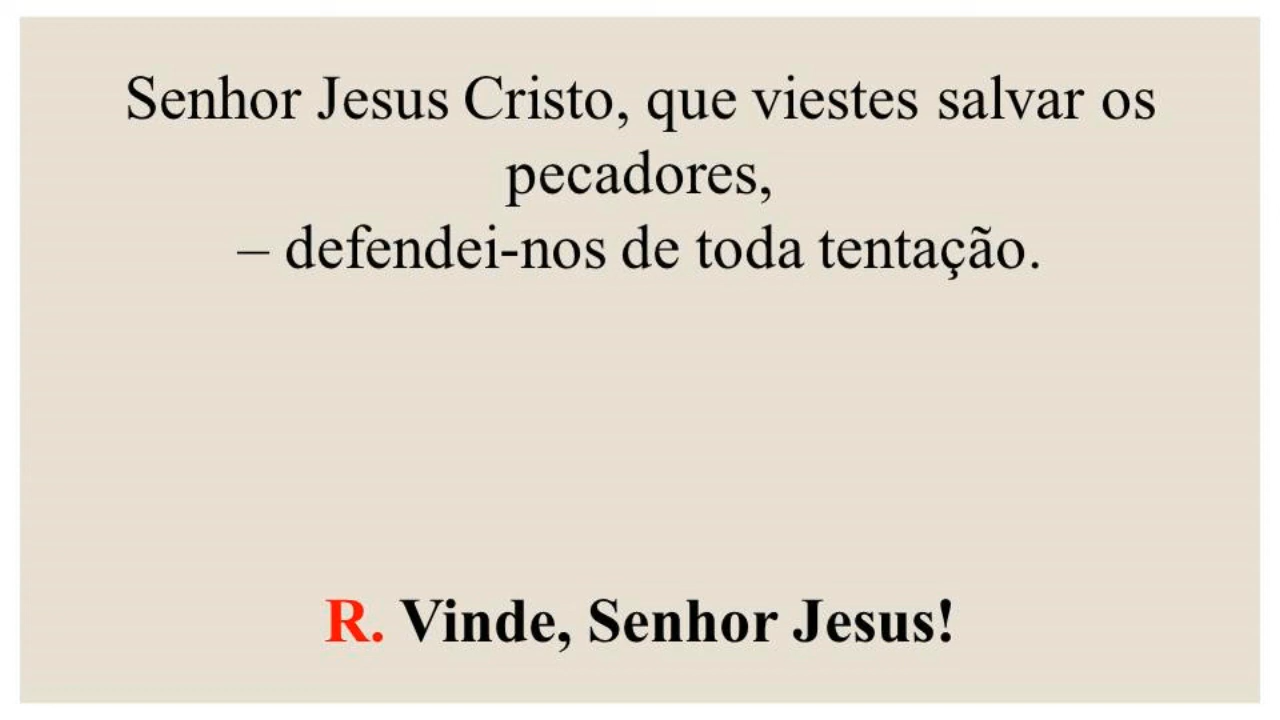 Senhor Jesus Cristo, que viestes salvar os
pecadores,
– defendei-nos de toda tentação.
R. Vinde, Senhor Jesus!